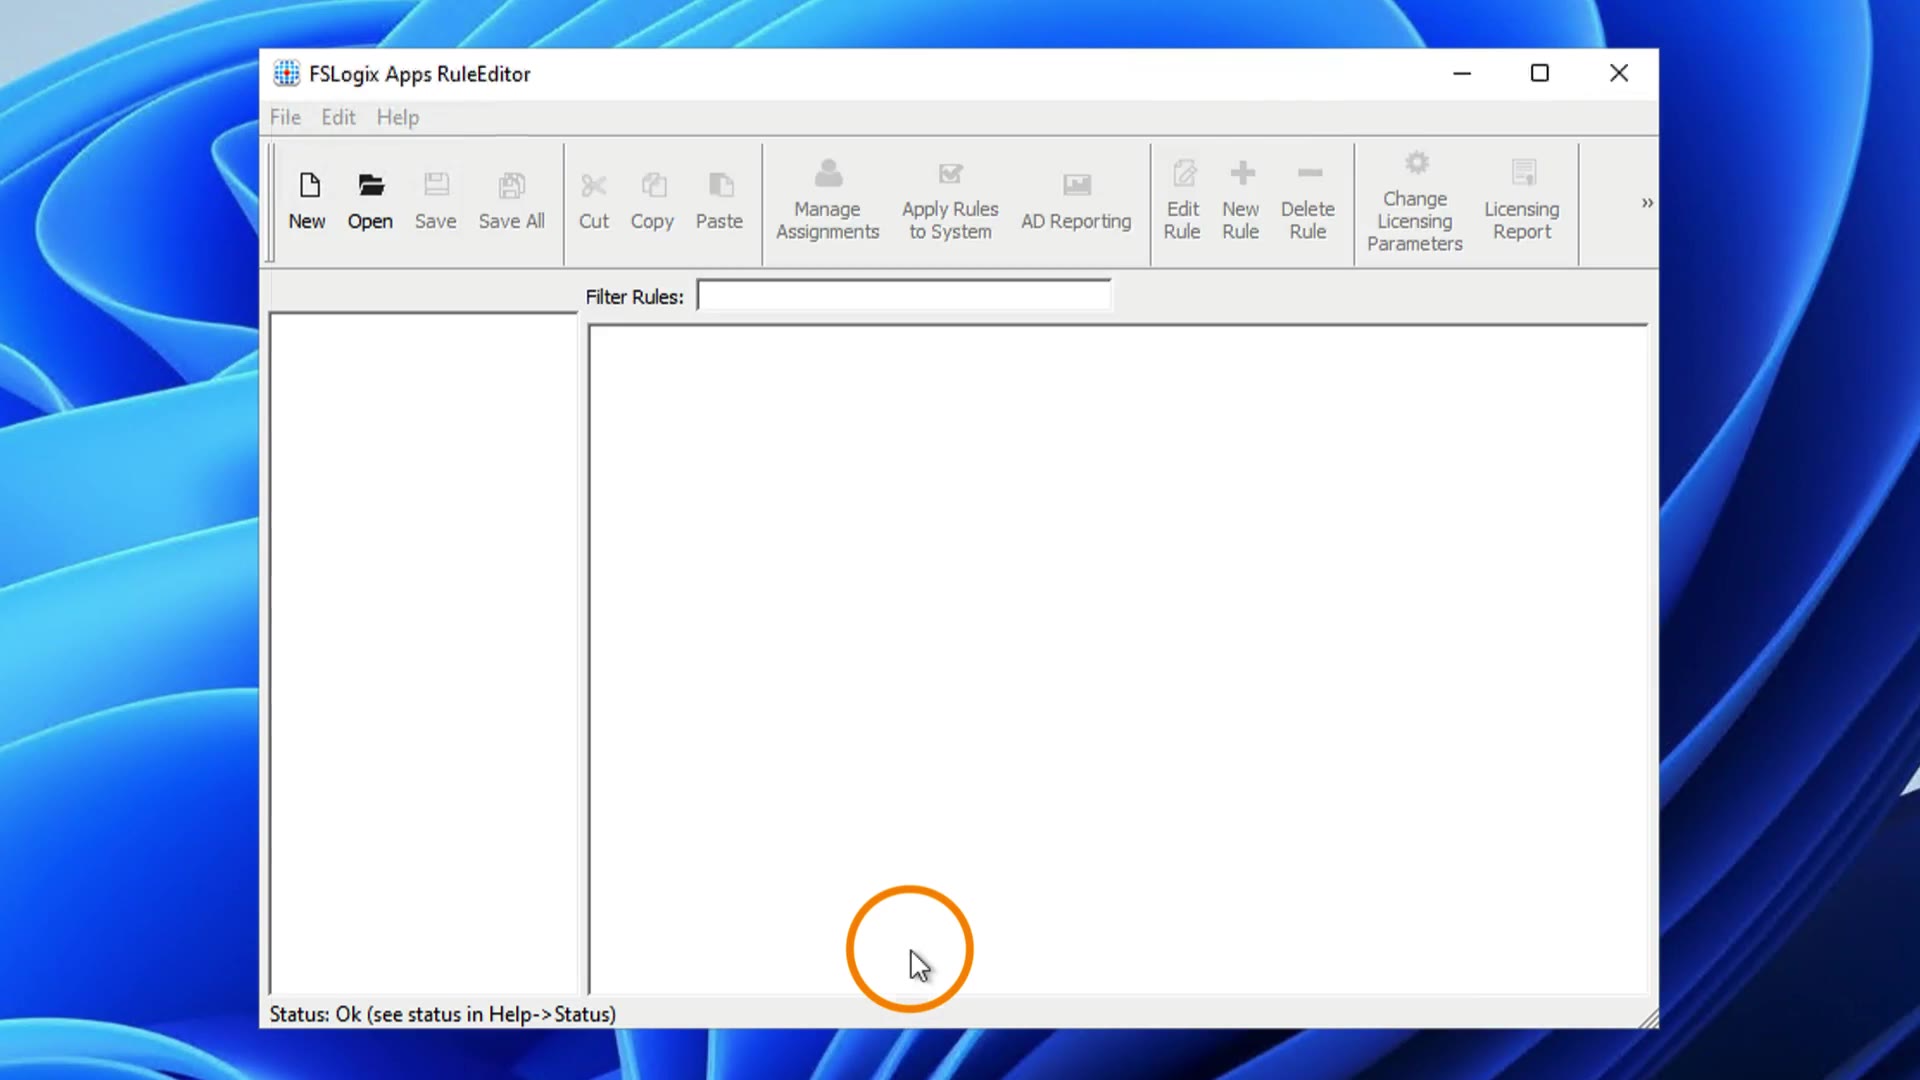 FSLogix Apps RuleEditor
File Edit Help
New Open Save Save All Cut Copy Paste
Manage Assignments
Apply Rules to System
AD Reporting
Edit Rule
New Rule
Delete Rule
Change Licensing Parameters
Licensing Report
»
Filter Rules:
Status: Ok (see status in Help->Status)